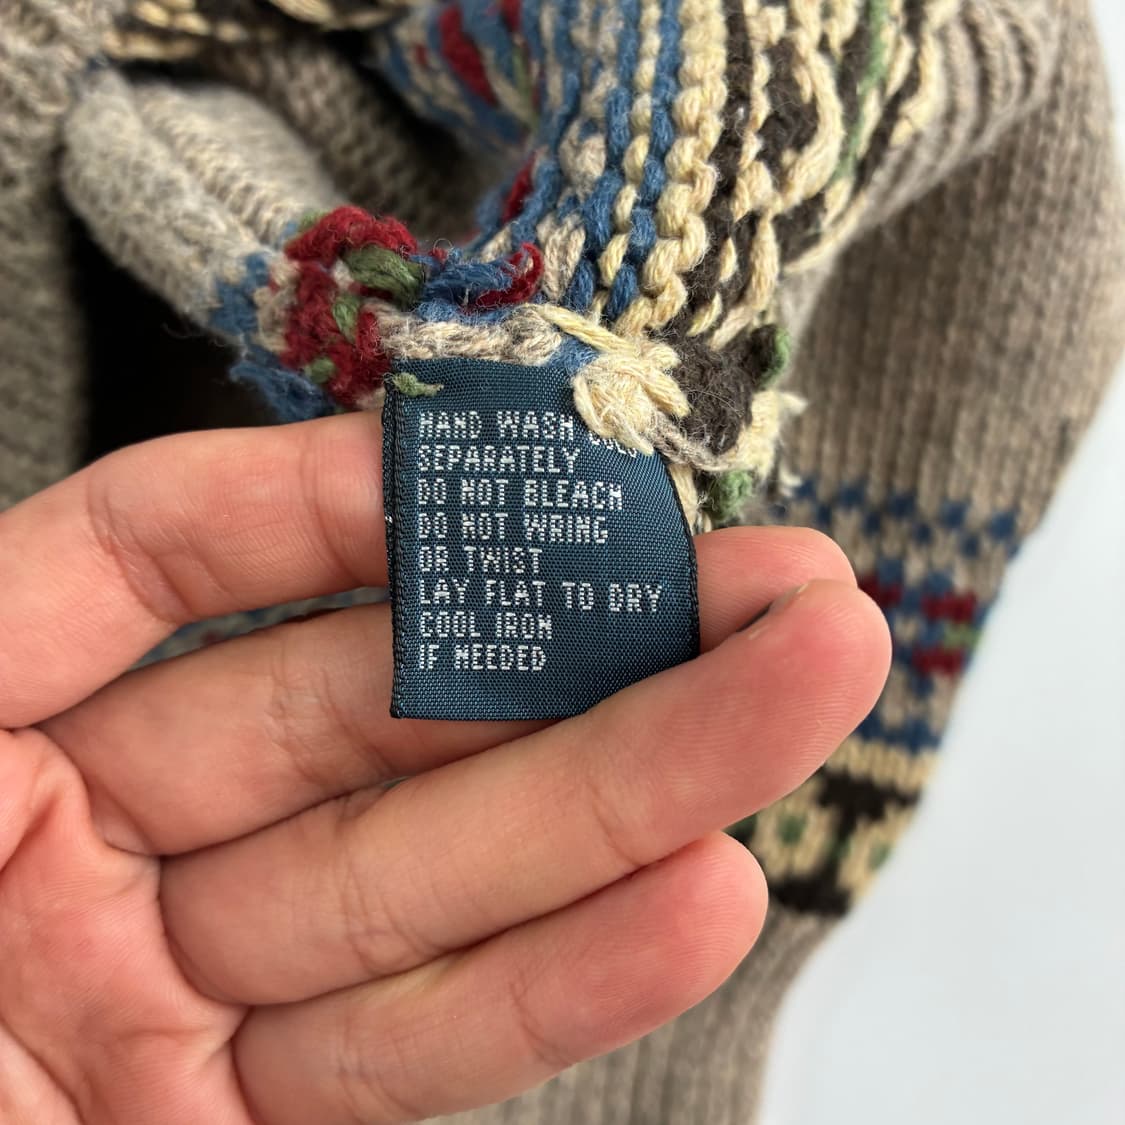 HAND WASH
SEPARATELY
DO NOT BLEACH
DO NOT WRING
OR TWIST
LAY FLAT TO DRY
COOL IRON
IF NEEDED